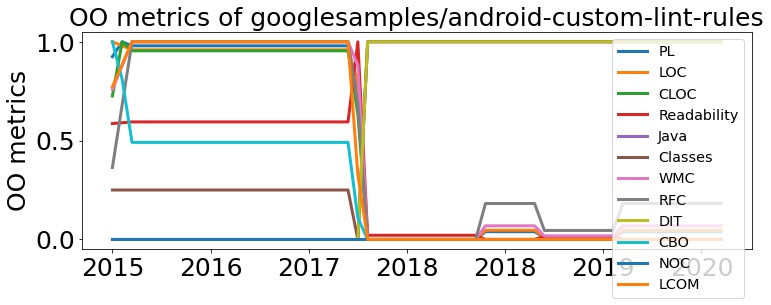 OO metrics of googlesamples/android-custom-lint-rules
OO metrics
1.0
0.5
0.0
2015
2016
2017
2018
2018
2019
2020
PL
LOC
CLOC
Readability
Java
Classes
WMC
RFC
DIT
CBO
NOC
LCOM